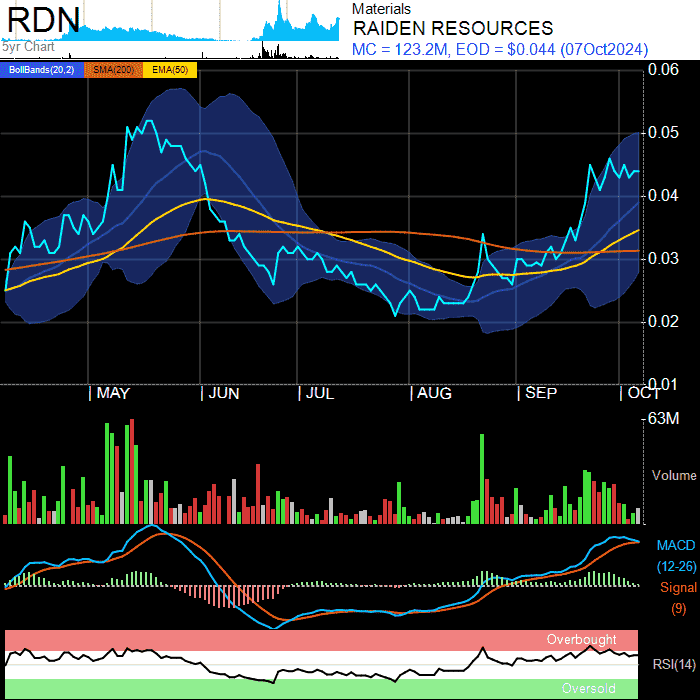 RDN
5yr Chart
Materials
RAIDEN RESOURCES
MC = 123.2M, EOD = $0.044 (07Oct2024)
BollBands(20,2) SMA(200) EMA(50)
0.06
0.05
0.04
0.03
0.02
0.01
MAY JUN JUL AUG SEP OCT
63M
Volume
MACD
(12-26)
Signal
(9)
Overbought
RSI(14)
Oversold